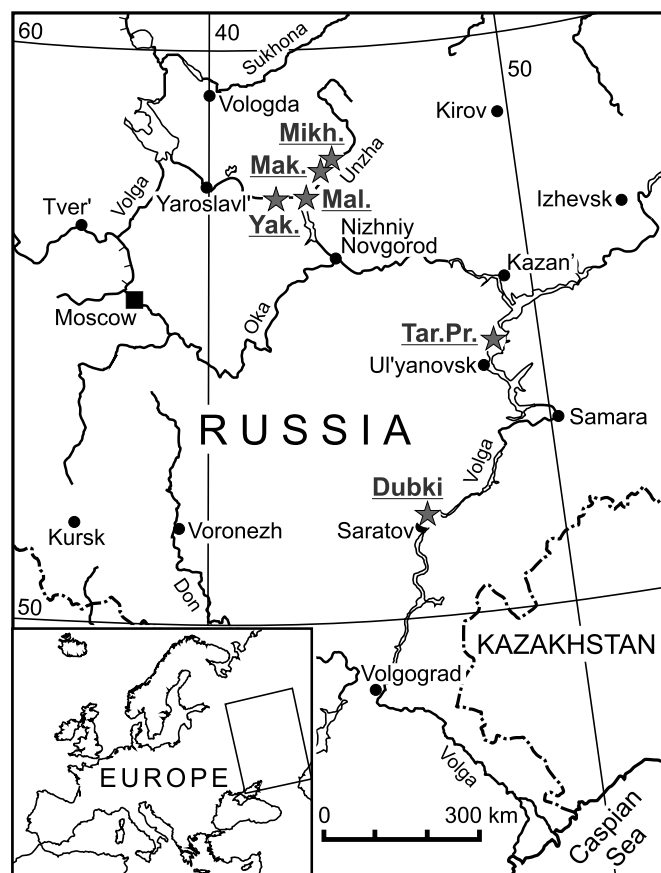 60
40
Sukhona
50
Vologda
Kirov
Mikh.
Unzha
Mak.
Volga
Yaroslavl'
Mal.
Izhevsk
Tver'
Yak.
Nizhniy
Novgorod
Kazan’
Moscow
Oka
Tar.Pr.
Ul'yanovsk
RUSSIA
Samara
Volga
Dubki
Kursk
Voronezh
Saratov
Don
50
KAZAKHSTAN
Volgograd
EUROPE
Volga
0 300 km
Caspian
Sea